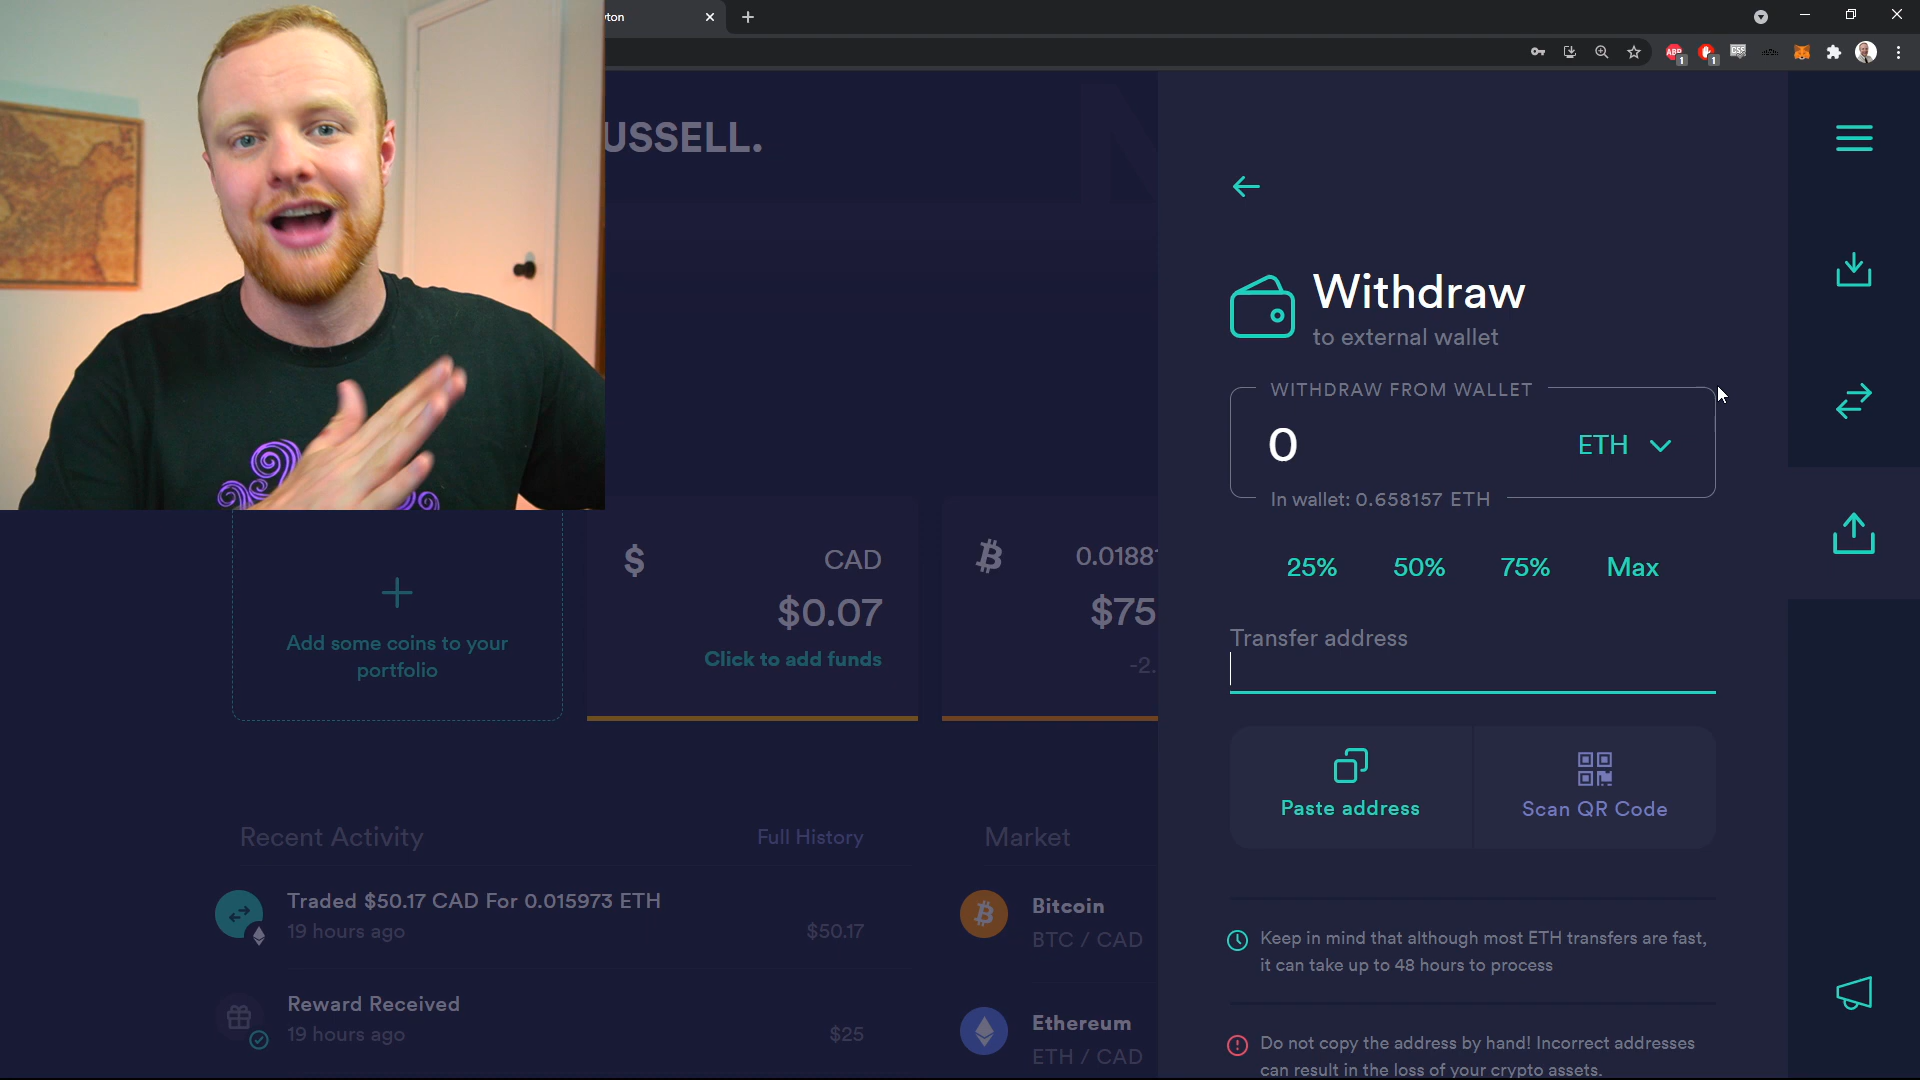 ton
USSELL.
Withdraw
to external wallet
WITHDRAW FROM WALLET
0
ETH
In wallet: 0.658157 ETH
25%
50%
75%
Max
Transfer address
Paste address
Scan QR Code
Keep in mind that although most ETH transfers are fast,
it can take up to 48 hours to process
Do not copy the address by hand! Incorrect addresses
can result in the loss of your crypto assets.
Add some coins to your
portfolio
$
CAD
$0.07
Click to add funds
0.01881
$75
-2.
Recent Activity
Full History
Traded $50.17 CAD For 0.015973 ETH
19 hours ago
$50.17
Reward Received
19 hours ago
$25
Market
Bitcoin
BTC / CAD
Ethereum
ETH / CAD
ABP
1
1